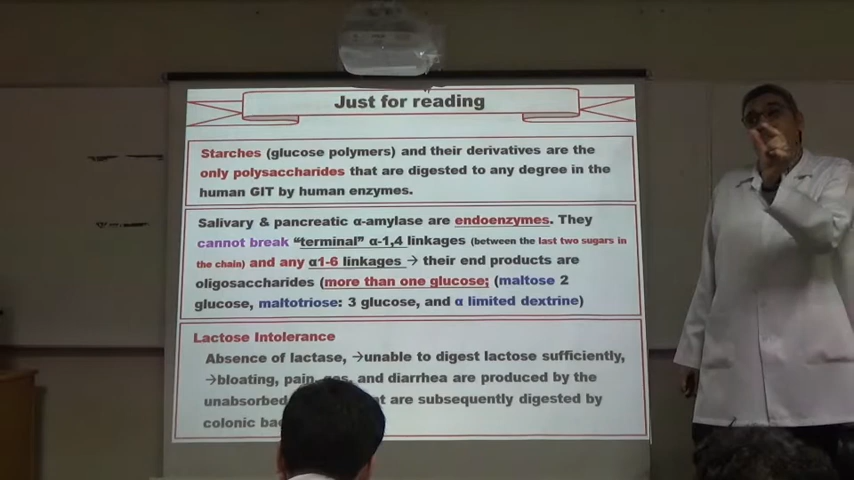 Just for reading
Starches (glucose polymers) and their derivatives are the
only polysaccharides that are digested to any degree in the
human GIT by human enzymes.
Salivary & pancreatic α-amylase are endoenzymes. They
cannot break “terminal” α-1,4 linkages (between the last two sugars in
the chain) and any α1-6 linkages → their end products are
oligosaccharides (more than one glucose; (maltose 2
glucose, maltotriose: 3 glucose, and α limited dextrine)
Lactose Intolerance
Absence of lactase, →unable to digest lactose sufficiently,
→bloating, pain, and diarrhea are produced by the
unabsorbed are subsequently digested by
colonic